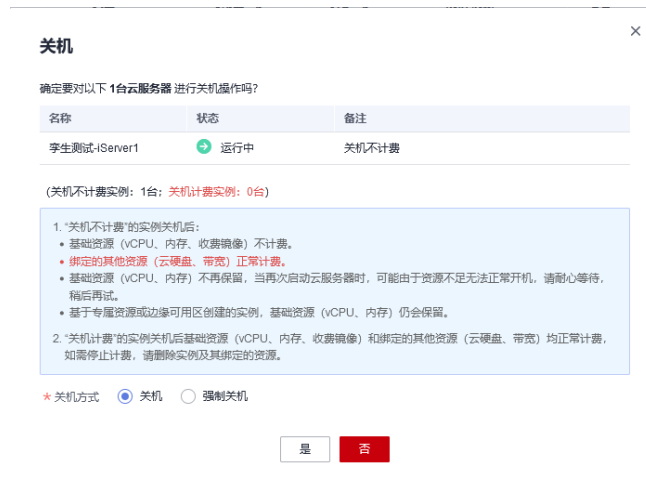 关机
确定要对以下 1台云服务器 进行关机操作吗?
名称 状态 备注
孪生测试-iServer1 运行中 关机不计费
(关机不计费实例：1台；关机计费实例：0台)
1. “关机不计费”的实例关机后：
• 基础资源（vCPU、内存、收费镜像）不计费。
• 绑定的其他资源（云硬盘、带宽）正常计费。
• 基础资源（vCPU、内存）不再保留，当再次启动云服务器时，可能由于资源不足无法正常开机，请耐心等待，
稍后再试。
• 基于专属资源或边缘可用区创建的实例，基础资源（vCPU、内存）仍会保留。
2. “关机计费”的实例关机后基础资源（vCPU、内存、收费镜像）和绑定的其他资源（云硬盘、带宽）均正常计费，
如需停止计费，请删除实例及其绑定的资源。
* 关机方式 关机 强制关机
是 否